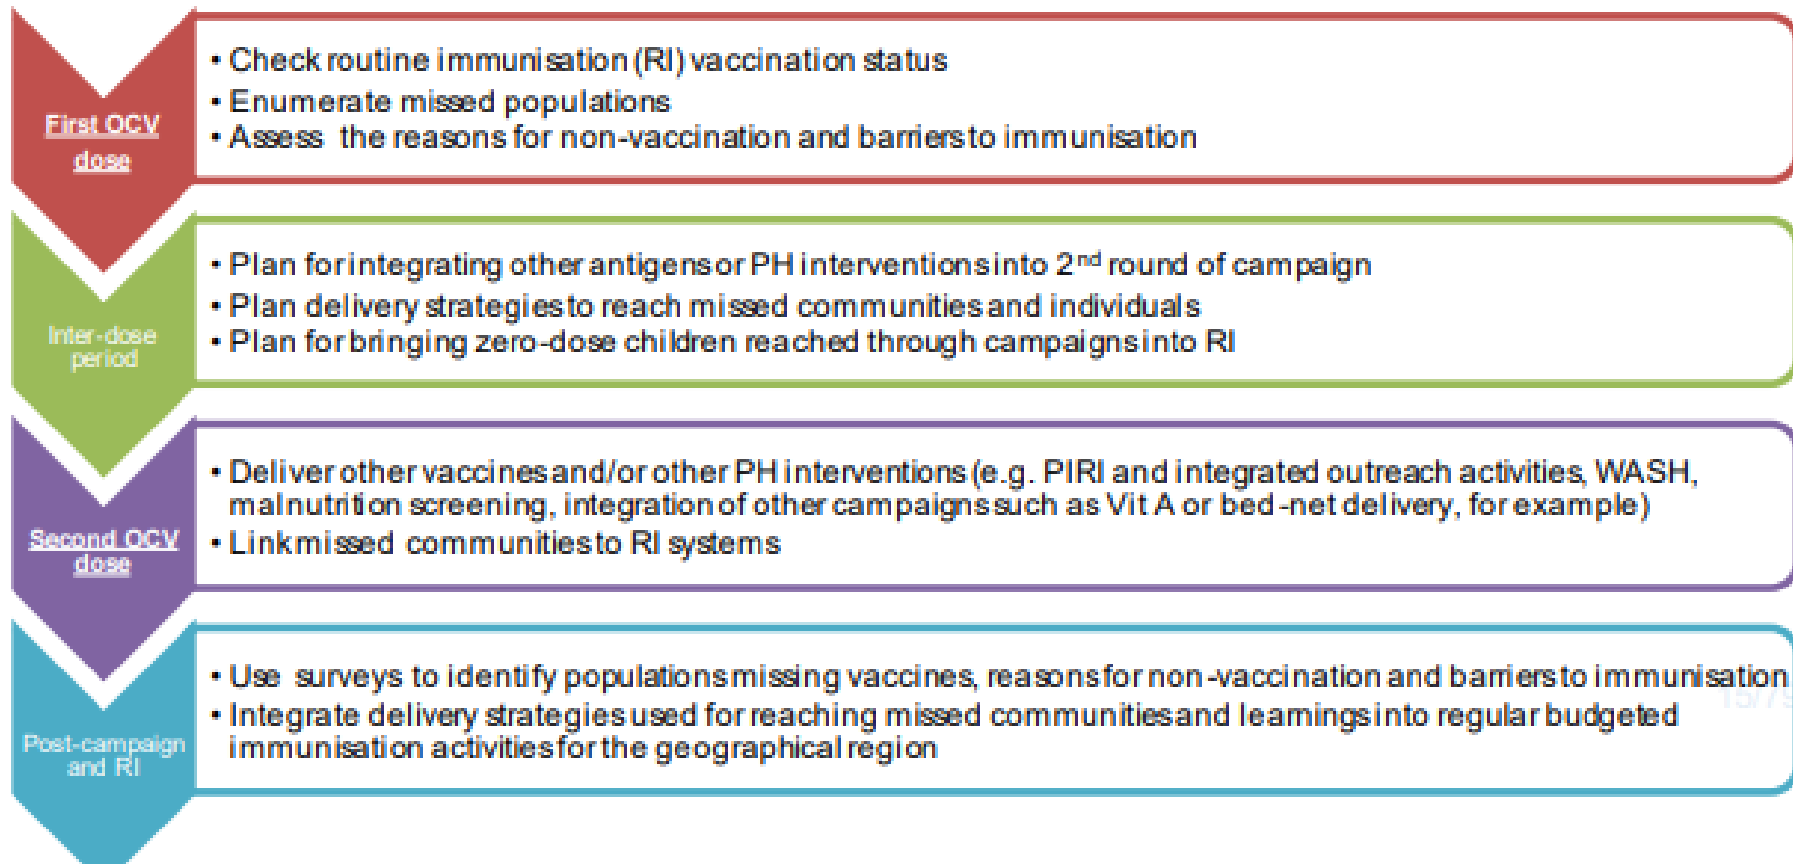 First OCV
dose
• Check routine immunisation (RI) vaccination status
• Enumerate missed populations
• Assess the reasons for non-vaccination and barriers to immunisation
Inter-dose
period
• Plan for integrating other antigens or PH interventions into 2nd round of campaign
• Plan delivery strategies to reach missed communities and individuals
• Plan for bringing zero-dose children reached through campaigns into RI
Second OCV
dose
• Deliver other vaccines and/or other PH interventions (e.g. PIRI and integrated outreach activities, WASH,
malnutrition screening, integration of other campaigns such as Vit A or bed-net delivery, for example)
• Link missed communities to RI systems
Post-campaign
and RI
• Use surveys to identify populations missing vaccines, reasons for non-vaccination and barriers to immunisation
• Integrate delivery strategies used for reaching missed communities and learnings into regular budgeted
immunisation activities for the geographical region
15/79